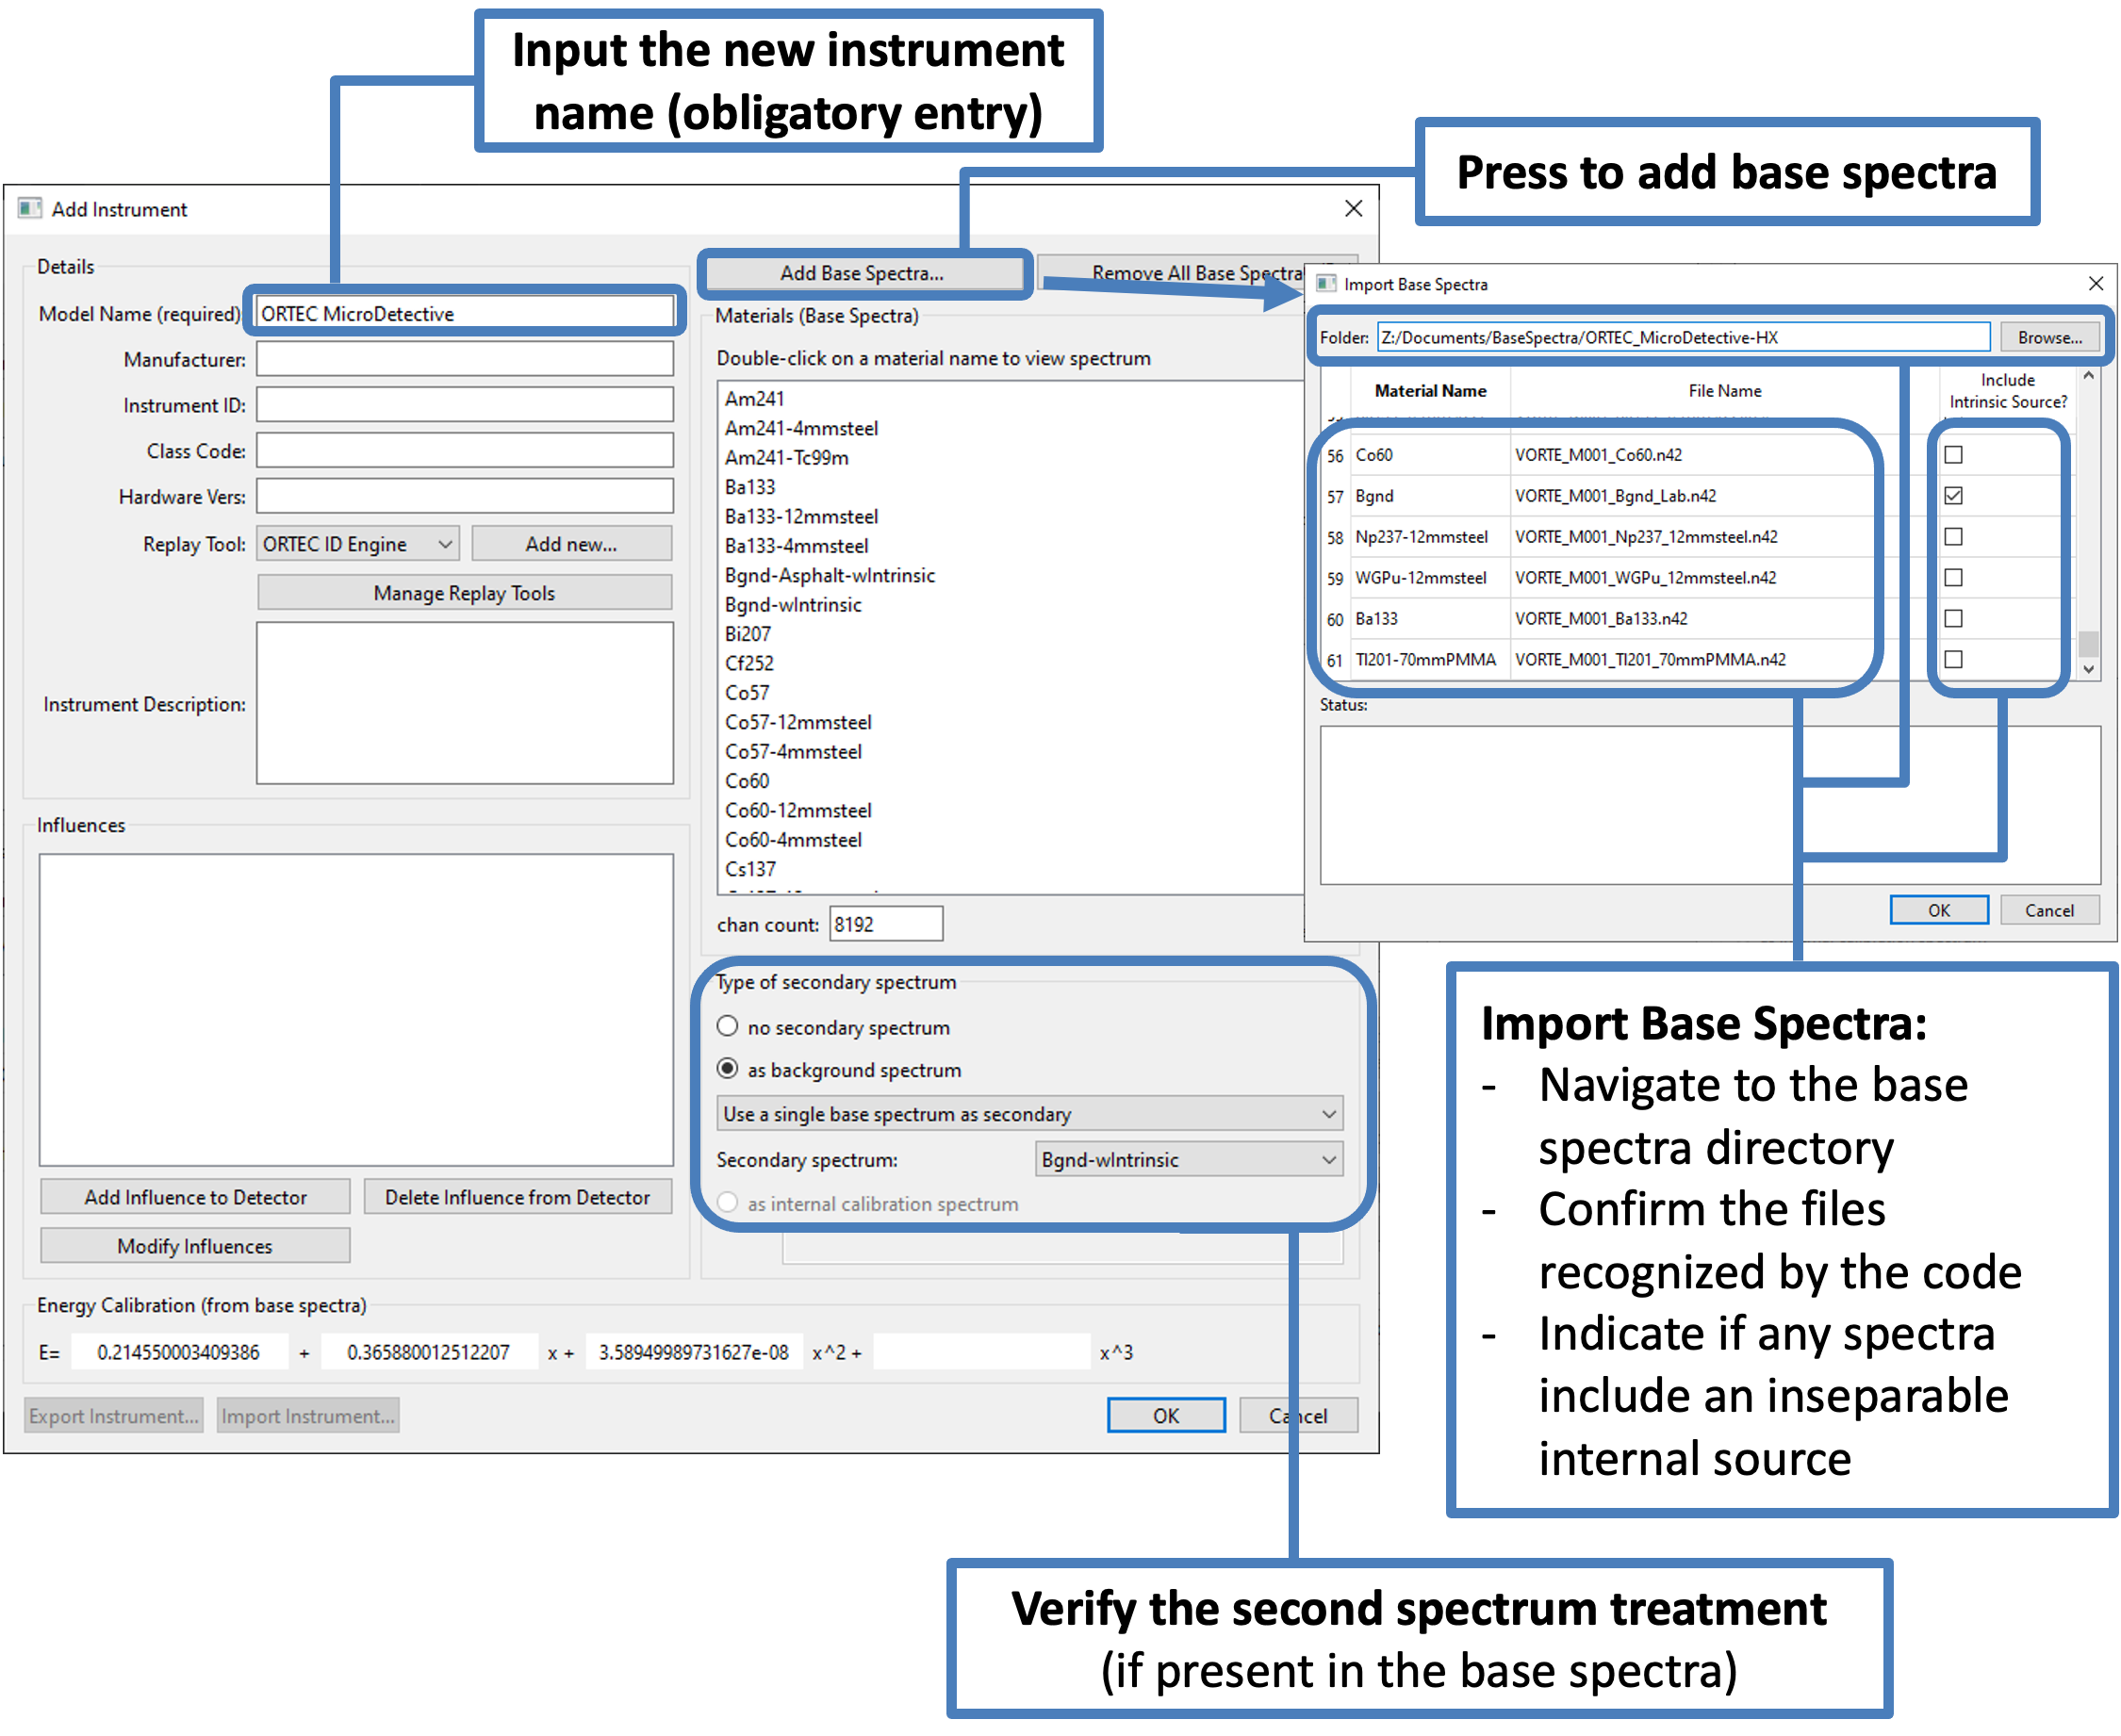 Input the new instrument
name (obligatory entry)
Press to add base spectra
Add Instrument
Details
Model Name (required)
ORTEC MicroDetective
Manufacturer:
Instrument ID:
Class Code:
Hardware Vers:
Replay Tool:
ORTEC ID Engine
Add new...
Manage Replay Tools
Instrument Description:
Influences
Add Influence to Detector
Delete Influence from Detector
Modify Influences
Add Base Spectra...
Remove All Base Spectra
Materials (Base Spectra)
Double-click on a material name to view spectrum
Am241
Am241-4mmsteel
Am241-Tc99m
Ba133
Ba133-12mmsteel
Ba133-4mmsteel
Bgnd-Asphalt-wIntrinsic
Bgnd-wIntrinsic
Bi207
Cf252
Co57
Co57-12mmsteel
Co57-4mmsteel
Co60
Co60-12mmsteel
Co60-4mmsteel
Cs137
chan count: 8192
Type of secondary spectrum
no secondary spectrum
as background spectrum
Use a single base spectrum as secondary
Secondary spectrum: Bgnd-wIntrinsic
as internal calibration spectrum
Energy Calibration (from base spectra)
E= 0.214550003409386 + 0.365880012512207 x + 3.58949989731627e-08 x^2 + x^3
Export Instrument...
Import Instrument...
OK
Cancel
Import Base Spectra
Folder: Z:/Documents/BaseSpectra/ORTEC_MicroDetective-HX
Browse...
Material Name
File Name
Include
Intrinsic Source?
56 Co60 VORTE_M001_Co60.n42
57 Bgnd VORTE_M001_Bgnd_Lab.n42
58 Np237-12mmsteel VORTE_M001_Np237_12mmsteel.n42
59 WGPu-12mmsteel VORTE_M001_WGPu_12mmsteel.n42
60 Ba133 VORTE_M001_Ba133.n42
61 Tl201-70mmPMMA VORTE_M001_Tl201_70mmPMMA.n42
Status:
OK
Cancel
Import Base Spectra:
- Navigate to the base
spectra directory
- Confirm the files
recognized by the code
- Indicate if any spectra
include an inseparable
internal source
Verify the second spectrum treatment
(if present in the base spectra)